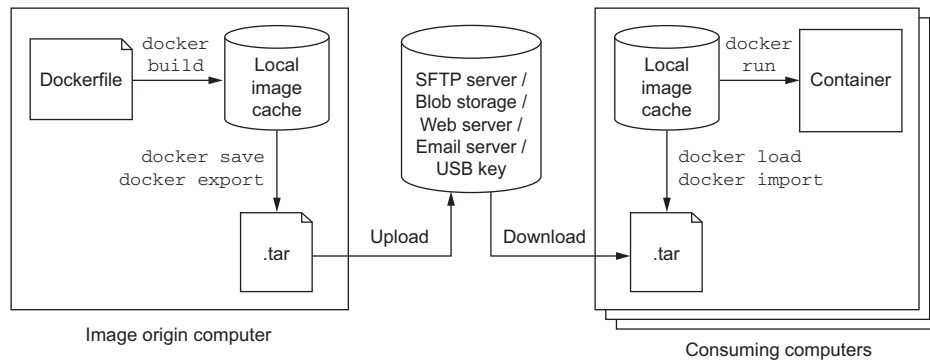 docker
build
Dockerfile
Local
image
cache
docker save
docker export
.tar
Upload
SFTP server /
Blob storage /
Web server /
Email server /
USB key
Download
Local
image
cache
docker
run
Container
docker load
docker import
.tar
Image origin computer
Consuming computers